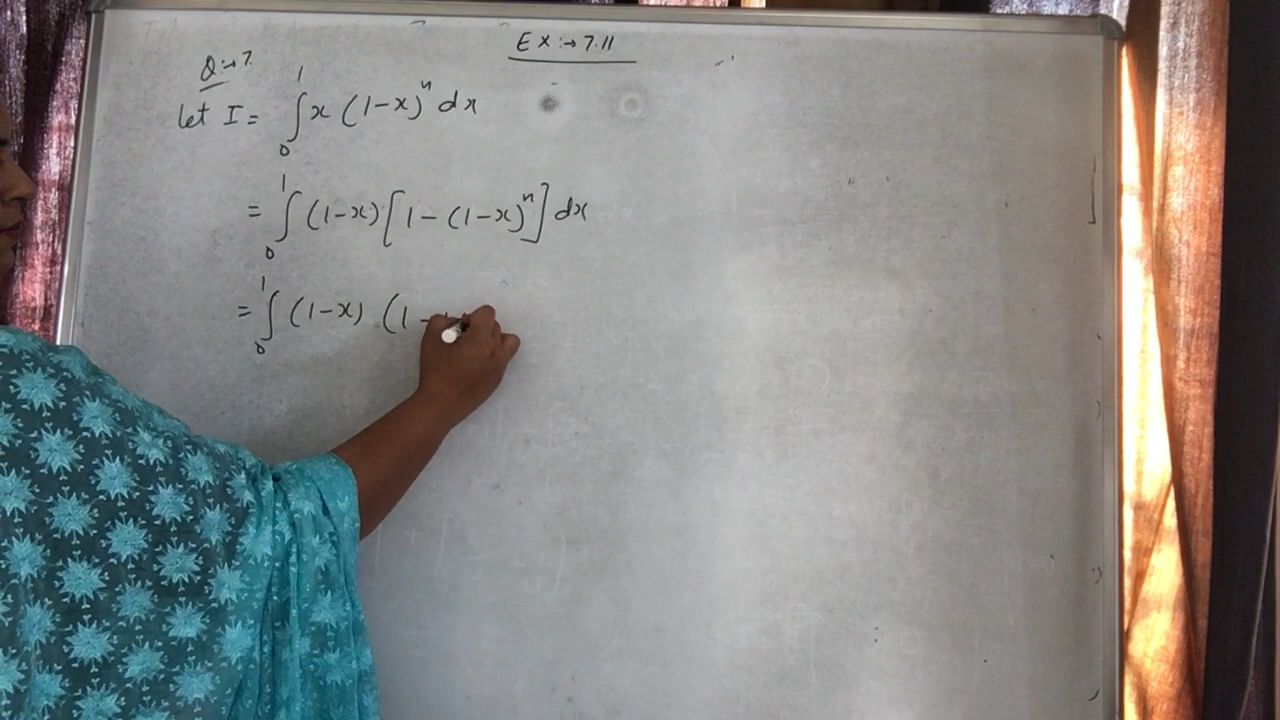 EX:→ 7.11
Q:→ 7.
let I = ∫₀¹ x (1-x)ⁿ dx
= ∫₀¹ (1-x) [1 - (1-x)ⁿ] dx
= ∫₀¹ (1-x) (1 -